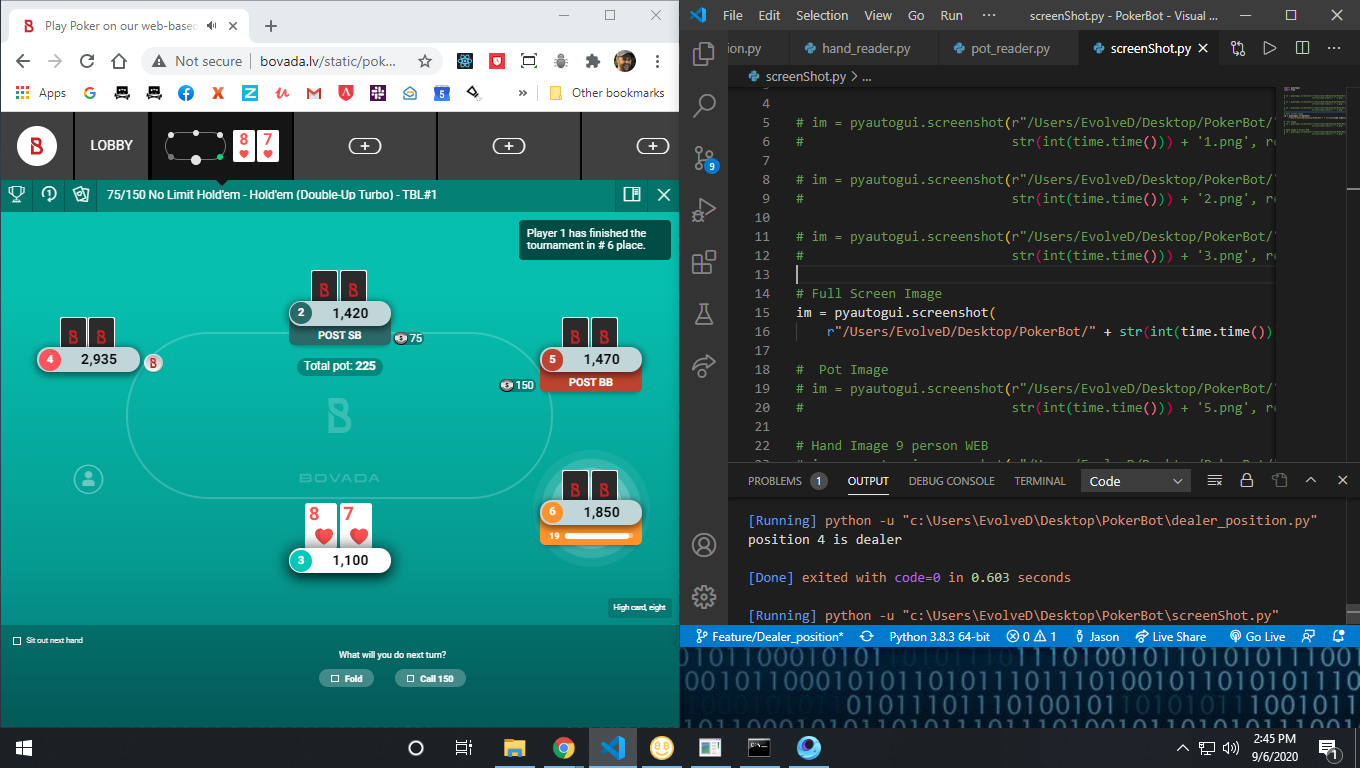 Play Poker on our web-basec
Not secure
bovada.lv/static/pok...
Apps
Other bookmarks
LOBBY
8 7
75/150 No Limit Hold'em - Hold'em (Double-Up Turbo) - TBL#1
Player 1 has finished the
tournament in # 6 place.
2 1,420
POST SB
75
4 2,935
Total pot: 225
5 1,470
POST BB
150
BOVADA
6 1,850
19
8 7
3 1,100
High card, eight
Sit out next hand
What will you do next turn?
Fold
Call 150
File Edit Selection View Go Run ···
screenShot.py - PokerBot - Visual ...
ion.py
hand_reader.py
pot_reader.py
screenShot.py
screenShot.py > ...
4
5 # im = pyautogui.screenshot(r"/Users/EvolveD/Desktop/PokerBot/"
6 # str(int(time.time())) + '1.png', re
7
8 # im = pyautogui.screenshot(r"/Users/EvolveD/Desktop/PokerBot/"
9 # str(int(time.time())) + '2.png', re
10
11 # im = pyautogui.screenshot(r"/Users/EvolveD/Desktop/PokerBot/"
12 # str(int(time.time())) + '3.png', re
13
14 # Full Screen Image
15 im = pyautogui.screenshot(
16 r"/Users/EvolveD/Desktop/PokerBot/" + str(int(time.time())
17
18 # Pot Image
19 # im = pyautogui.screenshot(r"/Users/EvolveD/Desktop/PokerBot/"
20 # str(int(time.time())) + '5.png', re
21
22 # Hand Image 9 person WEB
9
PROBLEMS 1 OUTPUT DEBUG CONSOLE TERMINAL
Code
[Running] python -u "c:\Users\EvolveD\Desktop\PokerBot\dealer_position.py"
position 4 is dealer
[Done] exited with code=0 in 0.603 seconds
[Running] python -u "c:\Users\EvolveD\Desktop\PokerBot\screenShot.py"
Feature/Dealer_position* Python 3.8.3 64-bit 0 1 Jason Live Share Go Live
2:45 PM
9/6/2020
1